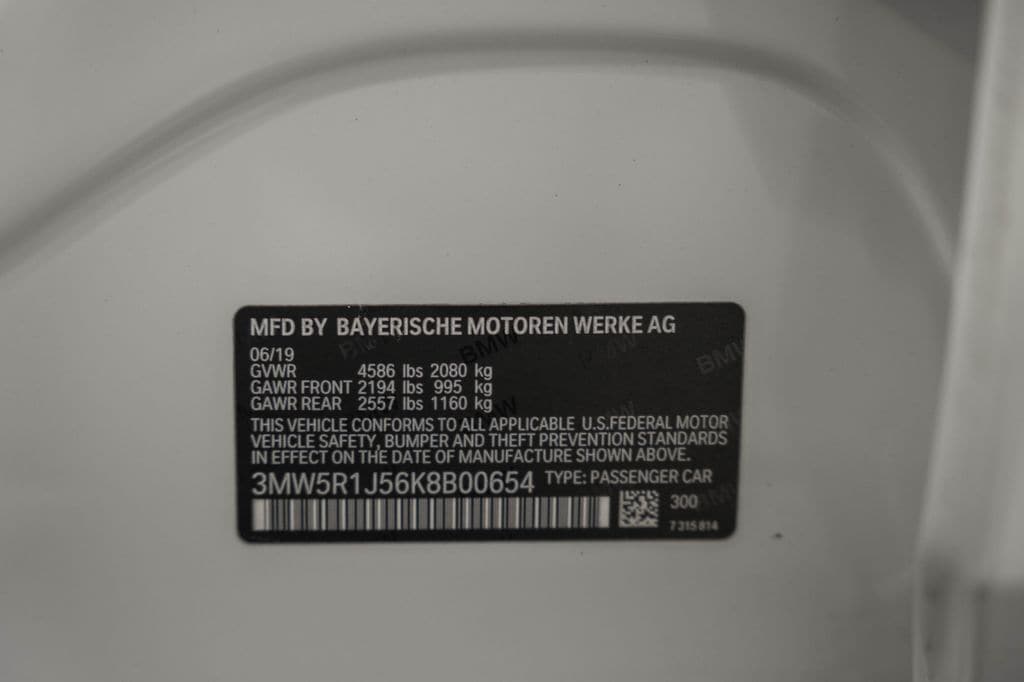 MFD BY BAYERISCHE MOTOREN WERKE AG
06/19
GVWR 4586 lbs 2080 kg
GAWR FRONT 2194 lbs 995 kg
GAWR REAR 2557 lbs 1160 kg
THIS VEHICLE CONFORMS TO ALL APPLICABLE U.S.FEDERAL MOTOR
VEHICLE SAFETY, BUMPER AND THEFT PREVENTION STANDARDS
IN EFFECT ON THE DATE OF MANUFACTURE SHOWN ABOVE.
3MW5R1J56K8B00654 TYPE: PASSENGER CAR
300
7 315 814